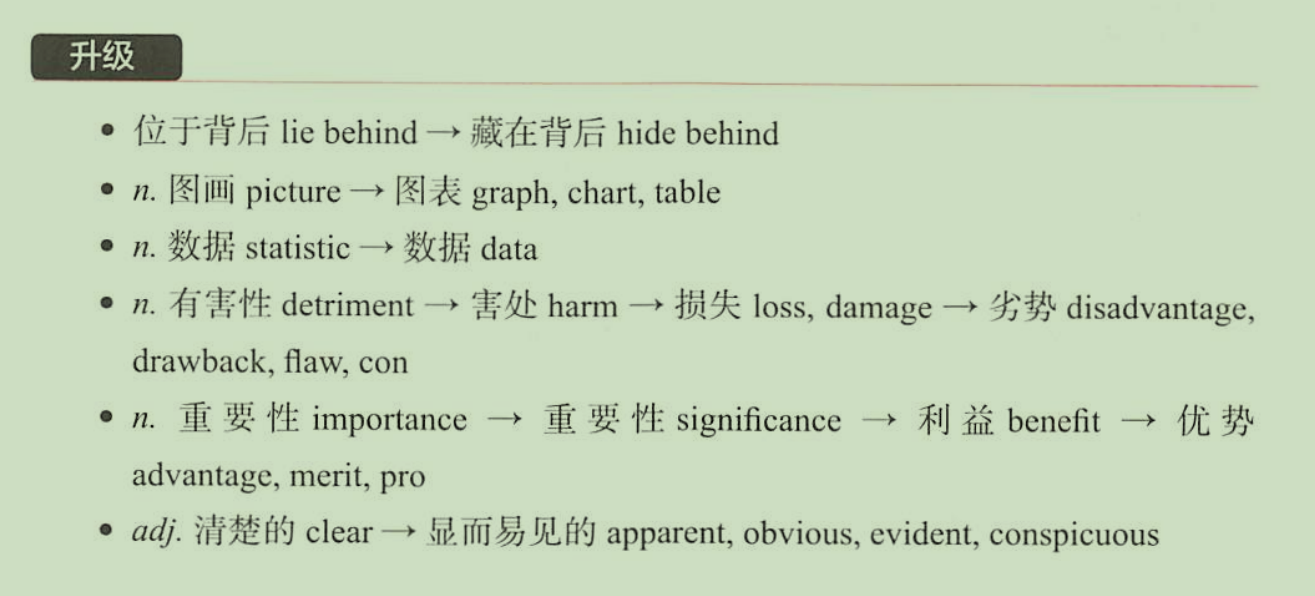 升级
• 位于背后 lie behind → 藏在背后 hide behind
• n. 图画 picture → 图表 graph, chart, table
• n. 数据 statistic → 数据 data
• n. 有害性 detriment → 害处 harm → 损失 loss, damage → 劣势 disadvantage,
drawback, flaw, con
• n. 重要性 importance → 重要性 significance → 利益 benefit → 优势
advantage, merit, pro
• adj. 清楚的 clear → 显而易见的 apparent, obvious, evident, conspicuous